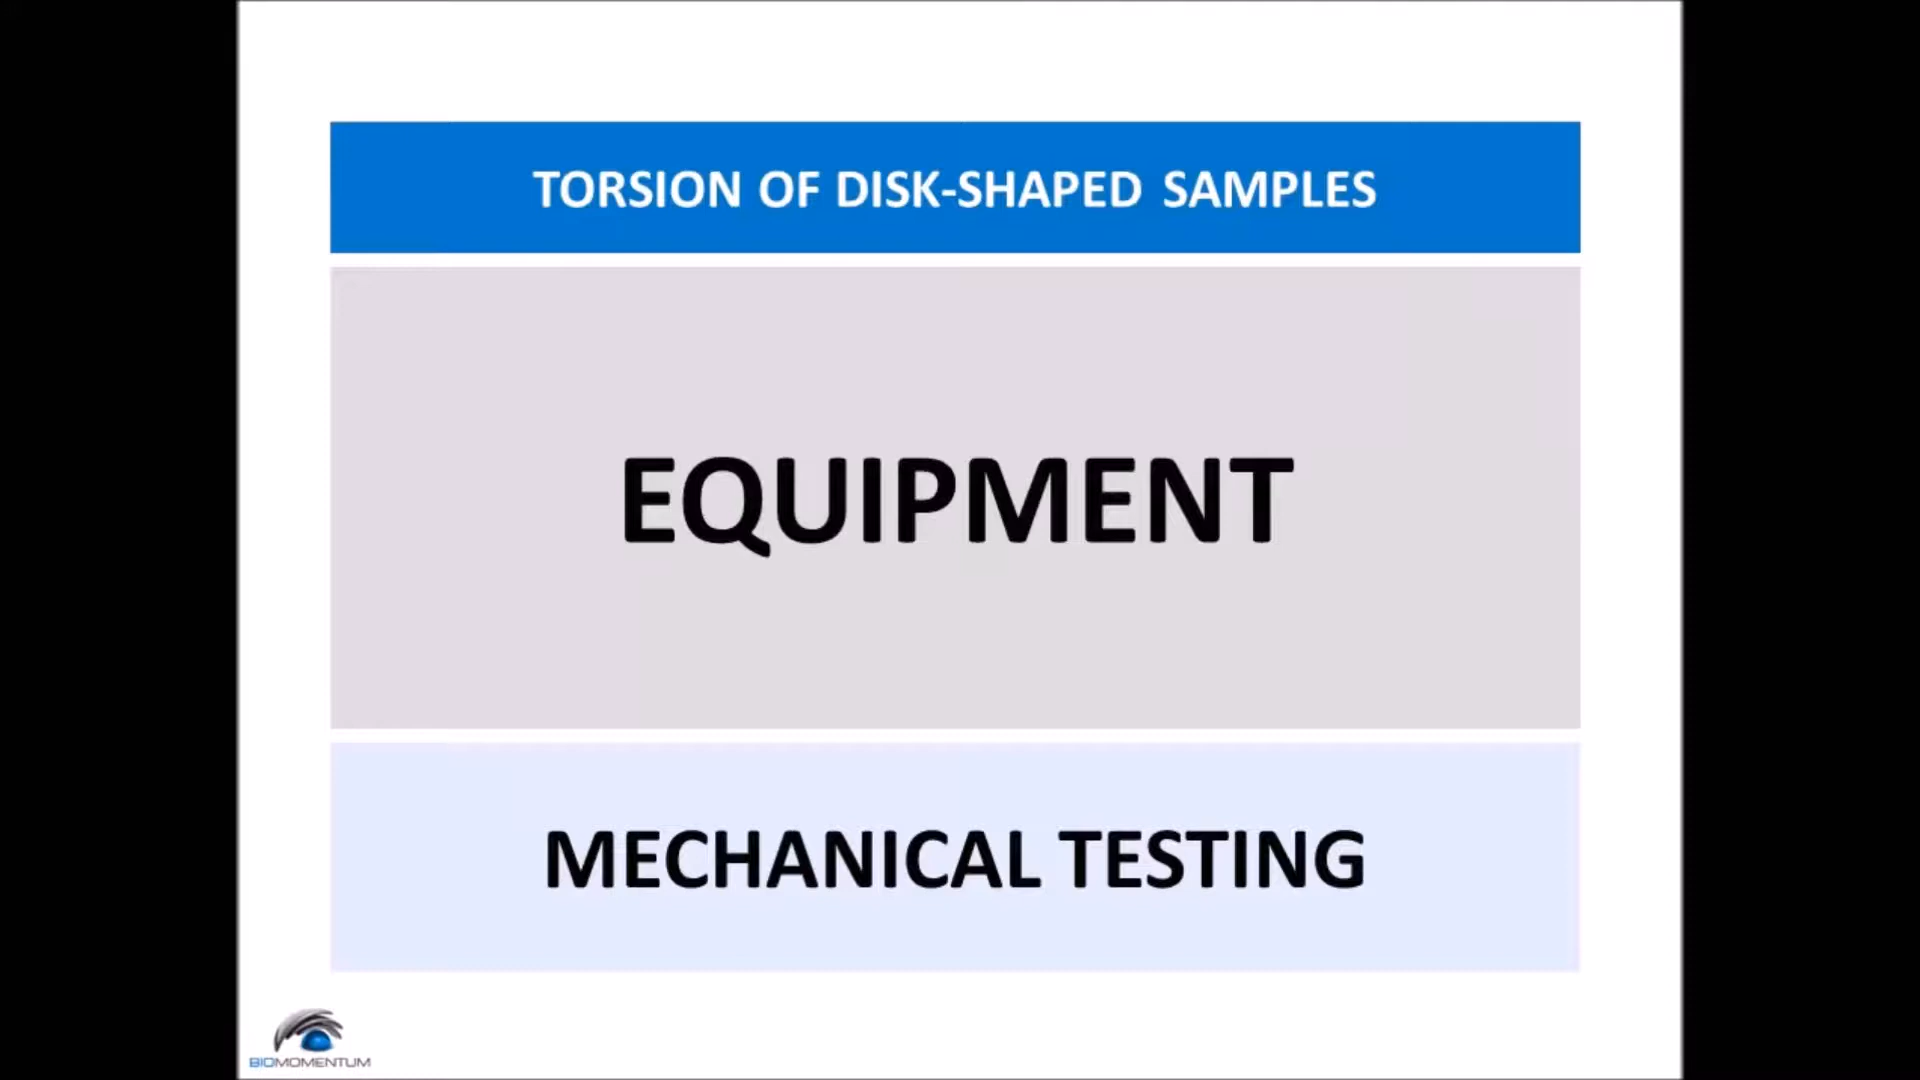 TORSION OF DISK-SHAPED SAMPLES
EQUIPMENT
MECHANICAL TESTING
BIOMOMENTUM